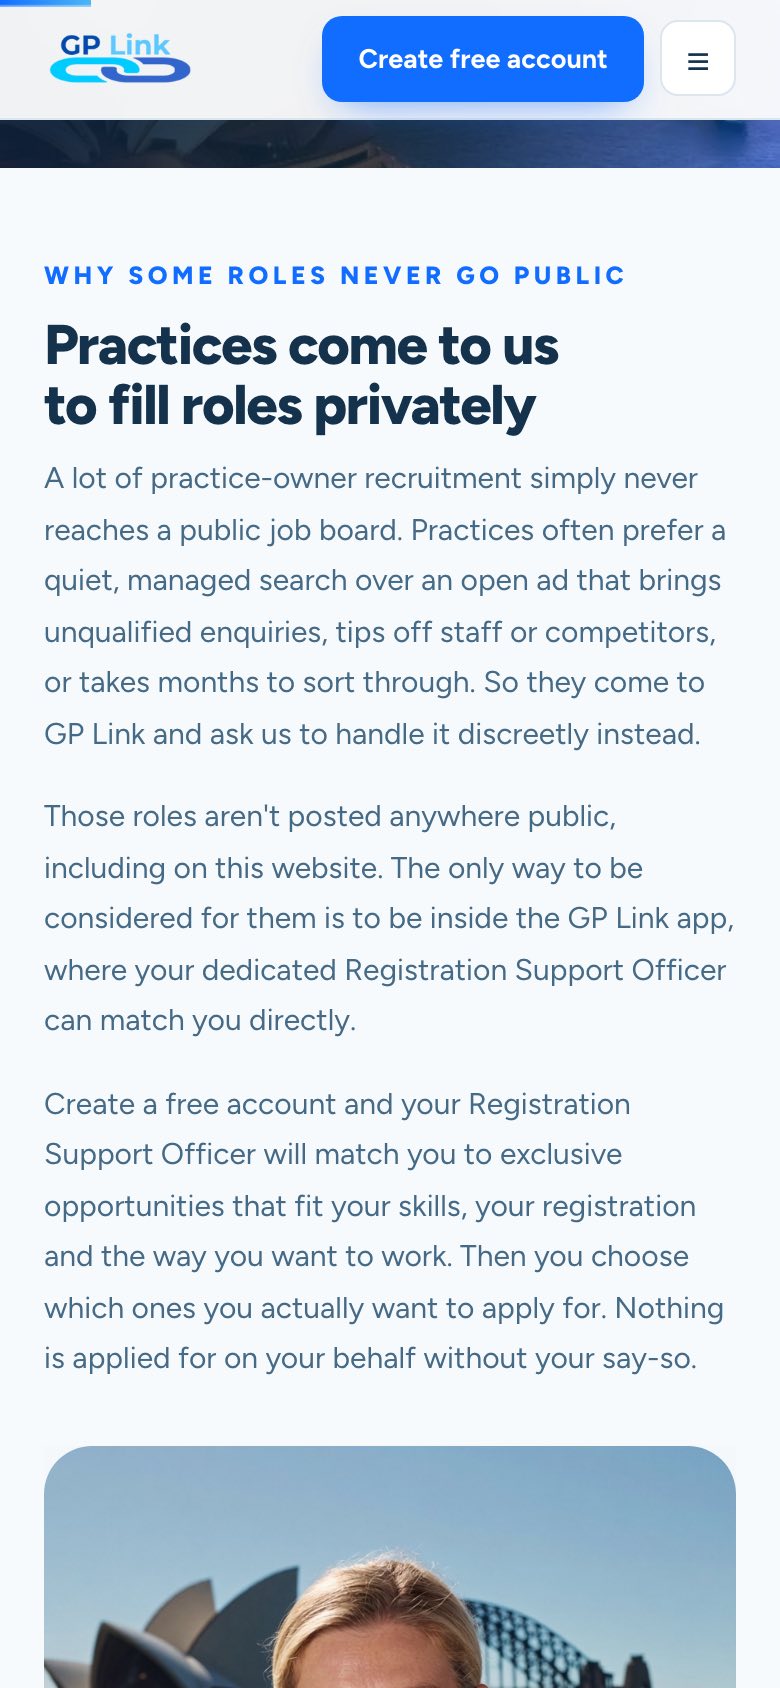 GP Link
Create free account
WHY SOME ROLES NEVER GO PUBLIC
Practices come to us
to fill roles privately
A lot of practice-owner recruitment simply never
reaches a public job board. Practices often prefer a
quiet, managed search over an open ad that brings
unqualified enquiries, tips off staff or competitors,
or takes months to sort through. So they come to
GP Link and ask us to handle it discreetly instead.
Those roles aren't posted anywhere public,
including on this website. The only way to be
considered for them is to be inside the GP Link app,
where your dedicated Registration Support Officer
can match you directly.
Create a free account and your Registration
Support Officer will match you to exclusive
opportunities that fit your skills, your registration
and the way you want to work. Then you choose
which ones you actually want to apply for. Nothing
is applied for on your behalf without your say-so.